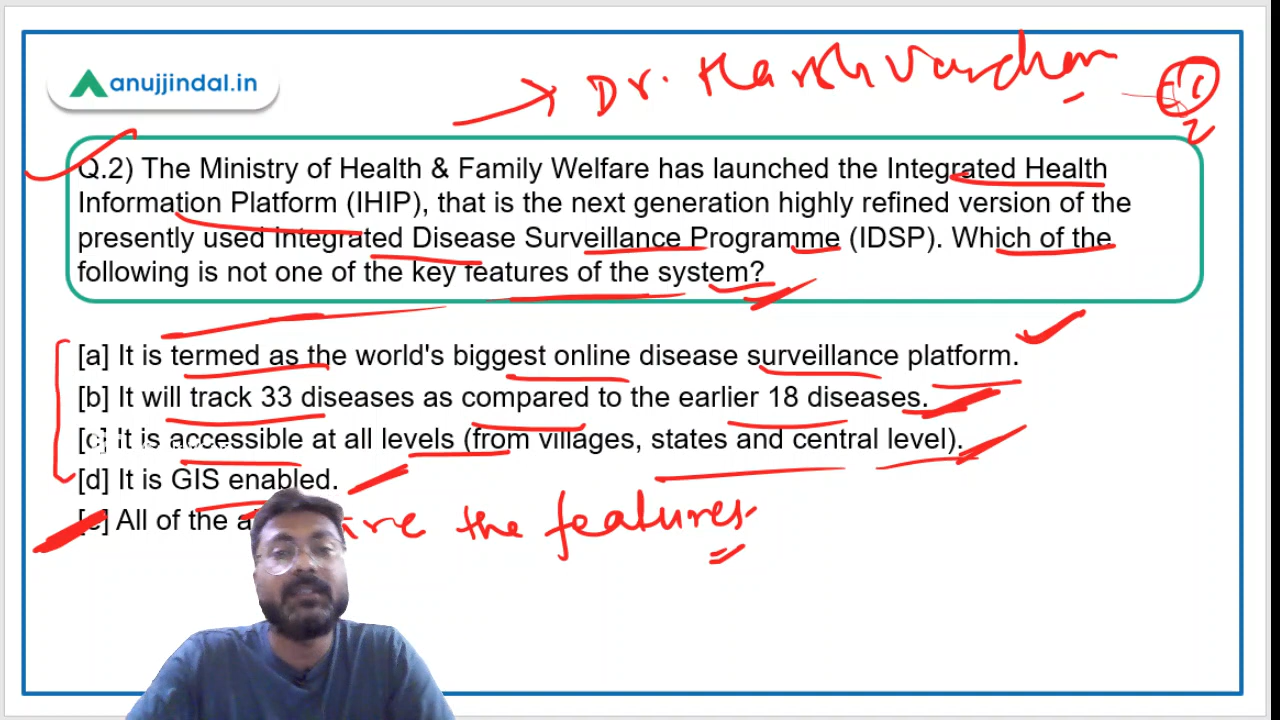 anujjindal.in
→ Dr. Harsh Vardhan
Q.2) The Ministry of Health & Family Welfare has launched the Integrated Health
Information Platform (IHIP), that is the next generation highly refined version of the
presently used Integrated Disease Surveillance Programme (IDSP). Which of the
following is not one of the key features of the system?
[a] It is termed as the world's biggest online disease surveillance platform.
[b] It will track 33 diseases as compared to the earlier 18 diseases.
[c] It is accessible at all levels (from villages, states and central level).
[d] It is GIS enabled.
[e] All of the are the features.